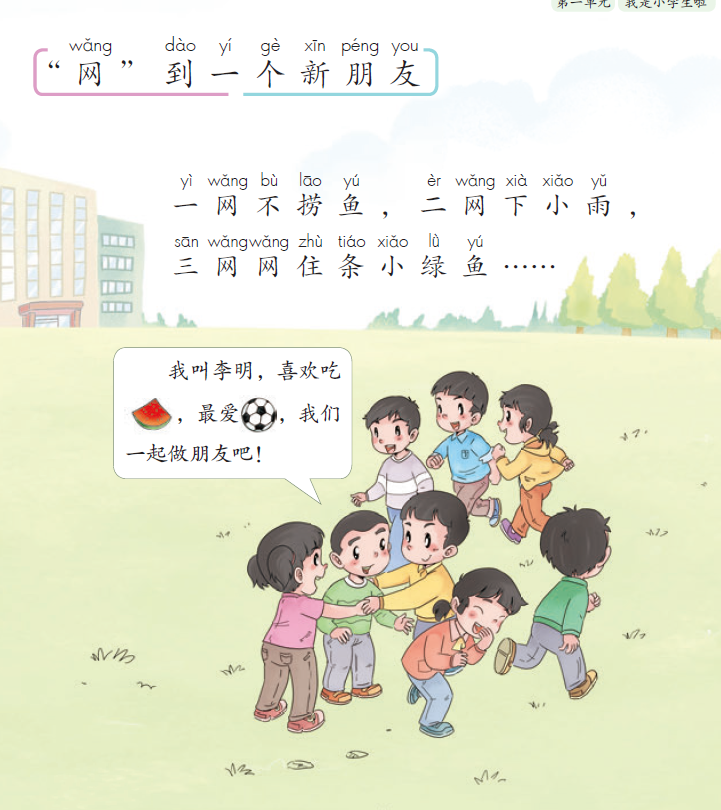 第一单元 我是小学生啦
wǎng dào yí gè xīn péng you
“网”到一个新朋友
yì wǎng bù lāo yú èr wǎng xià xiǎo yǔ
一网不捞鱼，二网下小雨，
sān wǎng wǎng zhù tiáo xiǎo lǜ yú
三网网住条小绿鱼……
我叫李明，喜欢吃
，最爱，我们
一起做朋友吧！